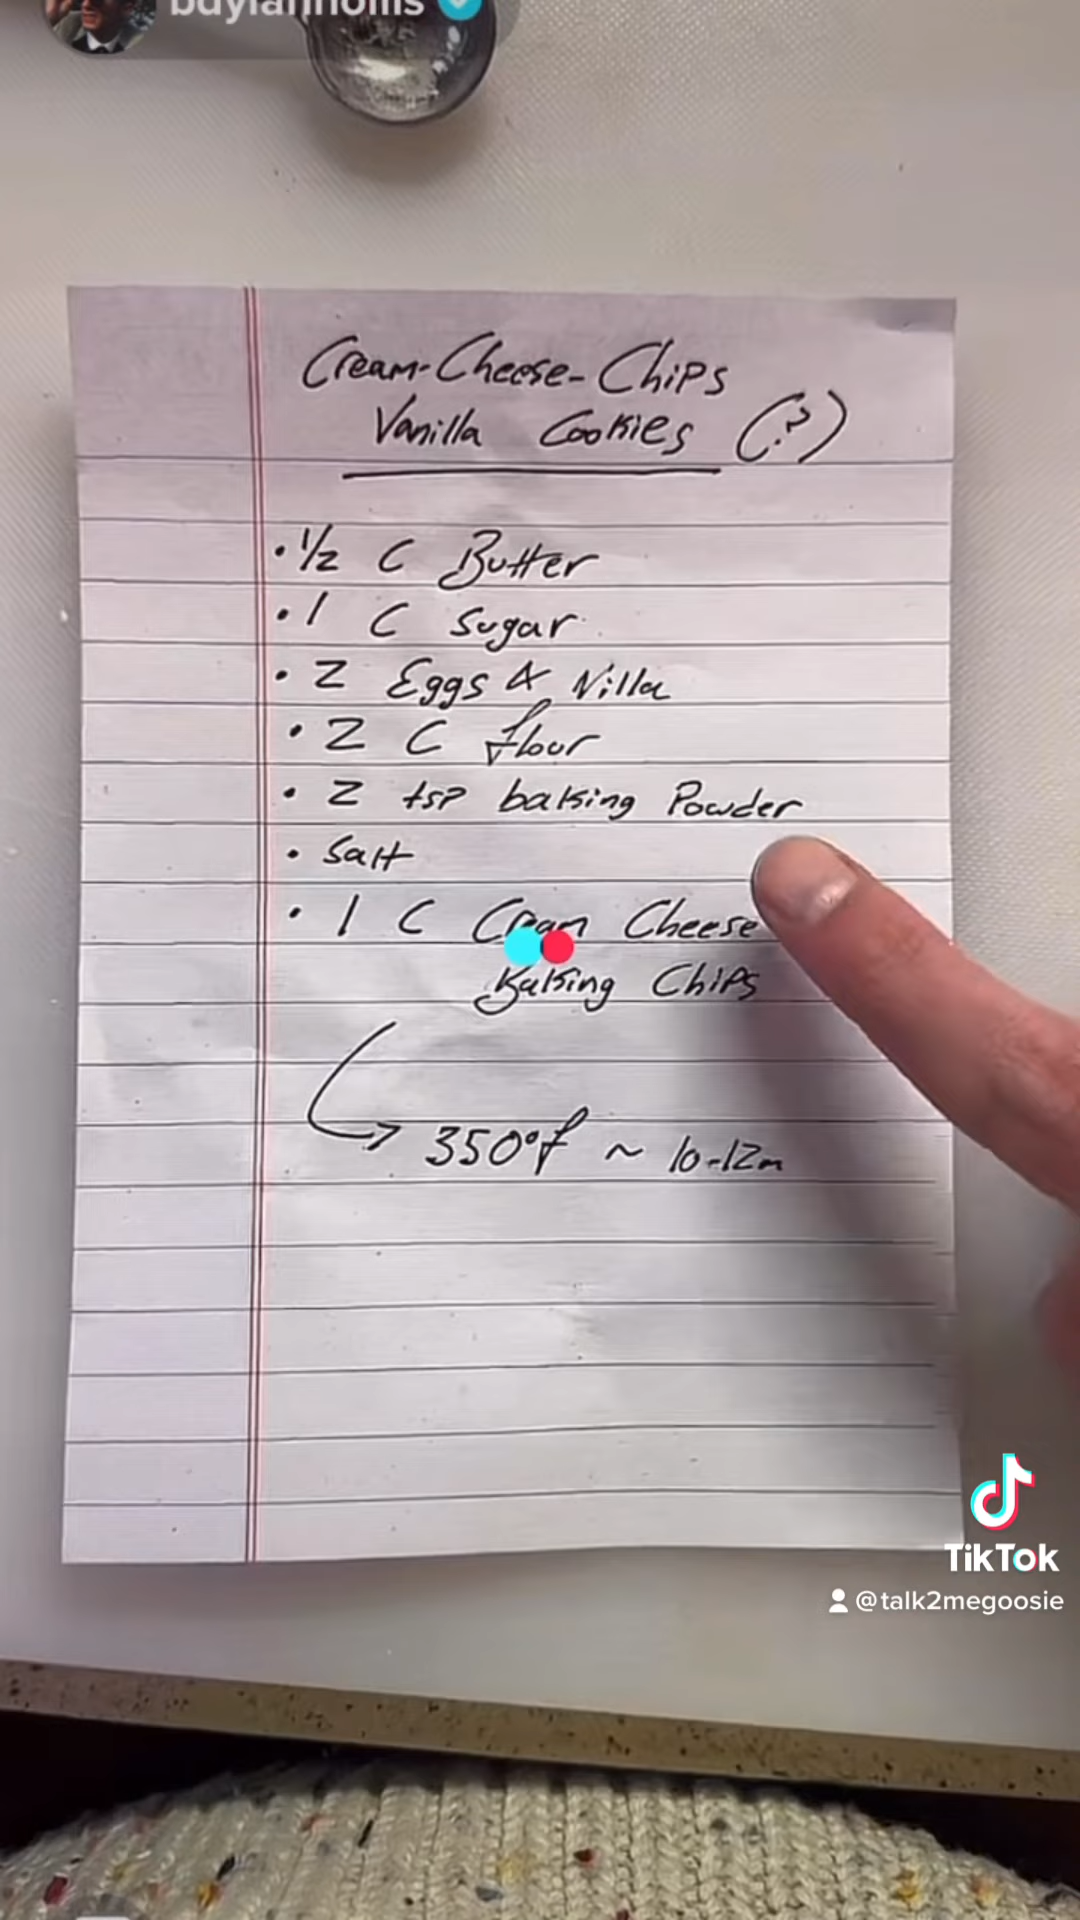 Cream-Cheese-Chips
Vanilla Cookies (?)
• 1/2 C Butter
• 1 C Sugar
• 2 Eggs & Nilla
• 2 C flour
• 2 tsp baking Powder
• Salt
• 1 C Cream Cheese
Baking Chips
→ 350°f ~ 10-12m
TikTok
@talk2megoosie